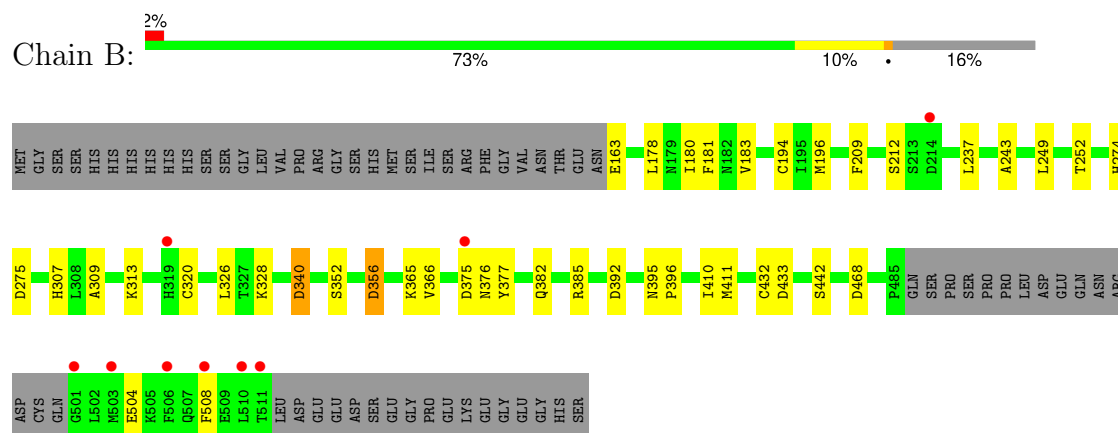 2%
Chain B:
73% 10% • 16%
MET GLY SER SER HIS HIS HIS HIS HIS HIS SER SER GLY LEU VAL PRO ARG GLY SER HIS MET SER ILE SER ARG PHE GLY VAL ASN THR GLU ASN E163 L178 N179 I180 F181 N182 V183 C194 I195 M196 F209 S212 S213 D214 L237 A243 L249 T252 H274
D275 H307 L308 A309 K313 H319 C320 L326 T327 K328 D340 S352 D356 K365 V366 D375 N376 Y377 Q382 R385 D392 N395 P396 I410 M411 C432 D433 S442 D468 P485 GLN SER PRO SER PRO PRO LEU ASP GLU GLN ASN ARG
ASP CYS GLN G501 L502 M503 E504 K505 F506 Q507 F508 E509 L510 T511 LEU ASP ALA GLU GLU ASP SER GLU GLY PRO GLU LYS GLU GLY GLU GLY HIS SER